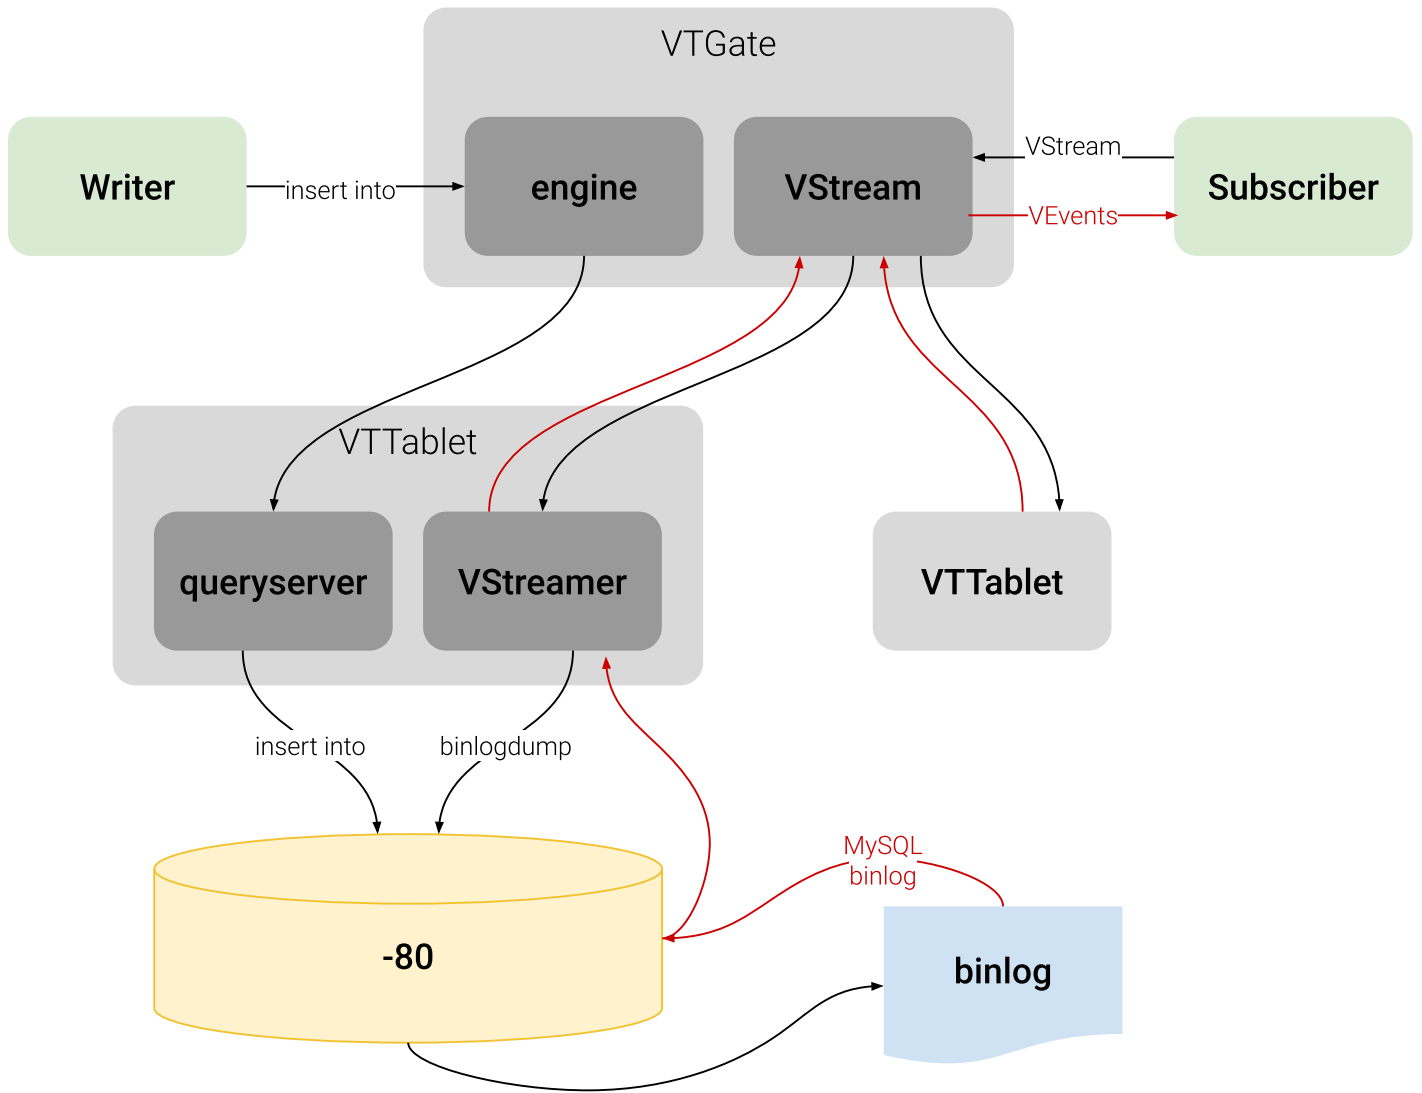 VTGate
Writer
insert into
engine
VStream
VStream
VEvents
Subscriber
VTTablet
queryserver
VStreamer
VTTablet
insert into
binlogdump
MySQL
binlog
-80
binlog